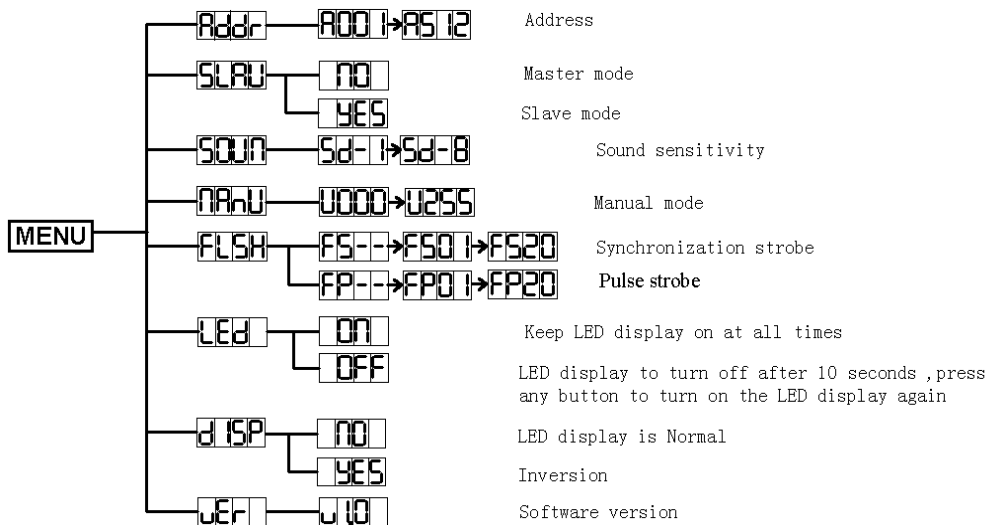 Addr A001 AS12 Address
SLAU NO Master mode
YES Slave mode
SOUN Sd-1 Sd-8 Sound sensitivity
MAnU U000 U255 Manual mode
MENU
FLSH FS-- FS01 FS20 Synchronization strobe
FP-- FP01 FP20 Pulse strobe
LEd ON Keep LED display on at all times
OFF LED display to turn off after 10 seconds ,press
any button to turn on the LED display again
dISP NO LED display is Normal
YES Inversion
vEr v1.0 Software version